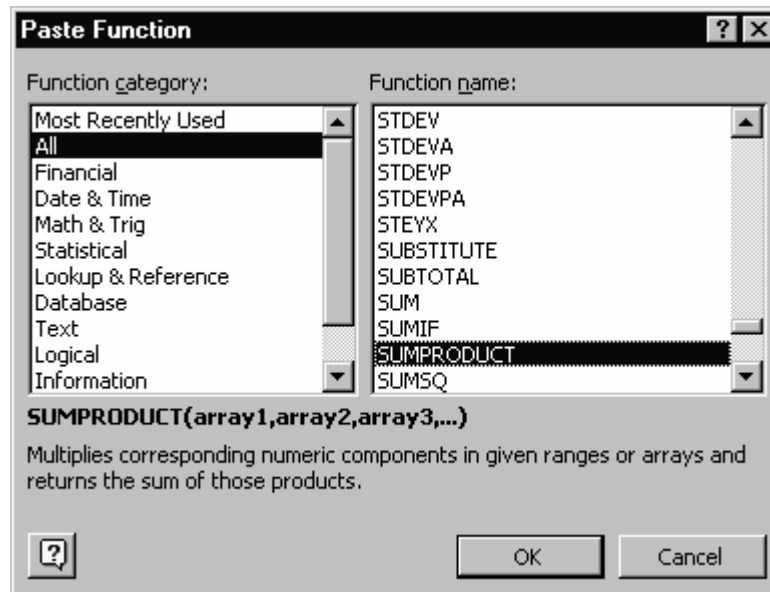 Paste Function
Function category:
Most Recently Used
All
Financial
Date & Time
Math & Trig
Statistical
Lookup & Reference
Database
Text
Logical
Information
Function name:
STDEV
STDEVA
STDEVP
STDEVPA
STEYX
SUBSTITUTE
SUBTOTAL
SUM
SUMIF
SUMPRODUCT
SUMSQ
SUMPRODUCT(array1,array2,array3,...)
Multiplies corresponding numeric components in given ranges or arrays and
returns the sum of those products.
OK
Cancel